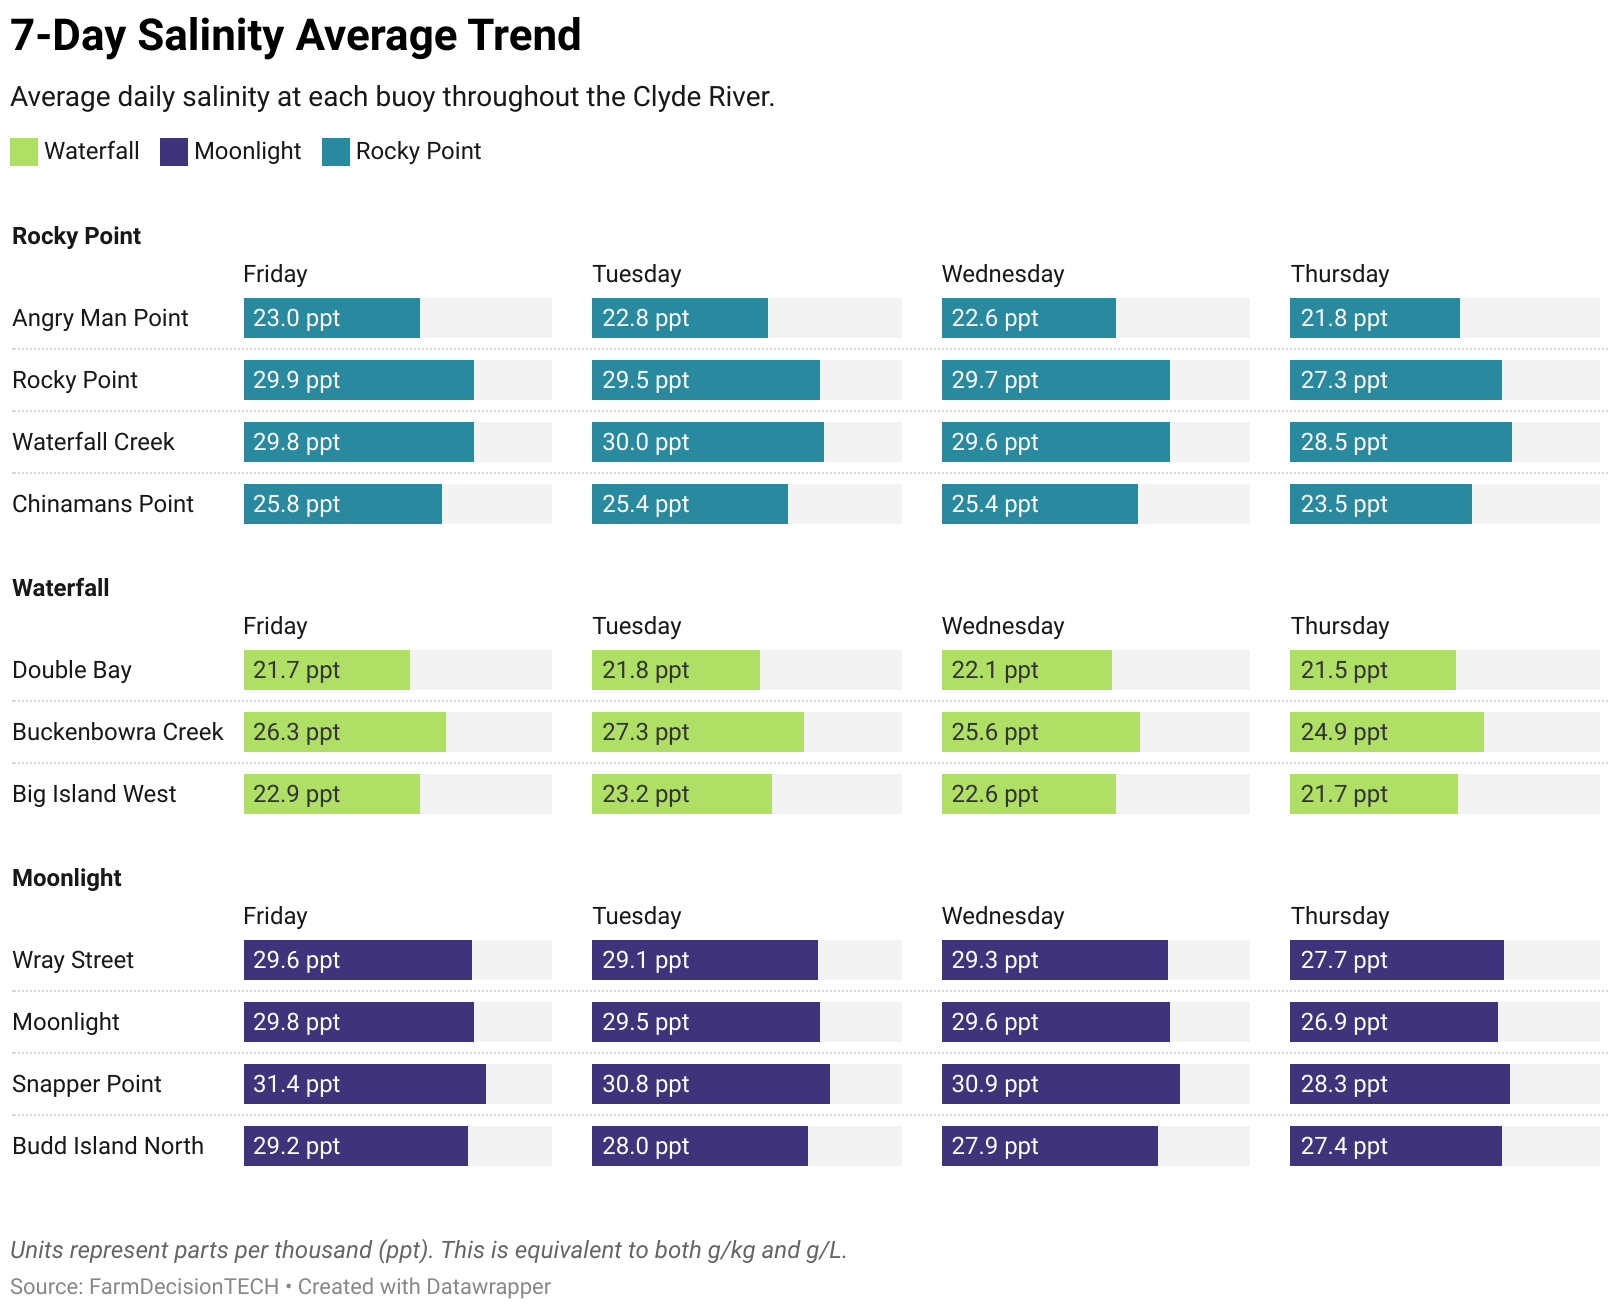 7-Day Salinity Average Trend
Average daily salinity at each buoy throughout the Clyde River.
Waterfall Moonlight Rocky Point
Rocky Point
Friday Tuesday Wednesday Thursday
Angry Man Point 23.0 ppt 22.8 ppt 22.6 ppt 21.8 ppt
Rocky Point 29.9 ppt 29.5 ppt 29.7 ppt 27.3 ppt
Waterfall Creek 29.8 ppt 30.0 ppt 29.6 ppt 28.5 ppt
Chinamans Point 25.8 ppt 25.4 ppt 25.4 ppt 23.5 ppt
Waterfall
Friday Tuesday Wednesday Thursday
Double Bay 21.7 ppt 21.8 ppt 22.1 ppt 21.5 ppt
Buckenbowra Creek 26.3 ppt 27.3 ppt 25.6 ppt 24.9 ppt
Big Island West 22.9 ppt 23.2 ppt 22.6 ppt 21.7 ppt
Moonlight
Friday Tuesday Wednesday Thursday
Wray Street 29.6 ppt 29.1 ppt 29.3 ppt 27.7 ppt
Moonlight 29.8 ppt 29.5 ppt 29.6 ppt 26.9 ppt
Snapper Point 31.4 ppt 30.8 ppt 30.9 ppt 28.3 ppt
Budd Island North 29.2 ppt 28.0 ppt 27.9 ppt 27.4 ppt
Units represent parts per thousand (ppt). This is equivalent to both g/kg and g/L.
Source: FarmDecisionTECH • Created with Datawrapper